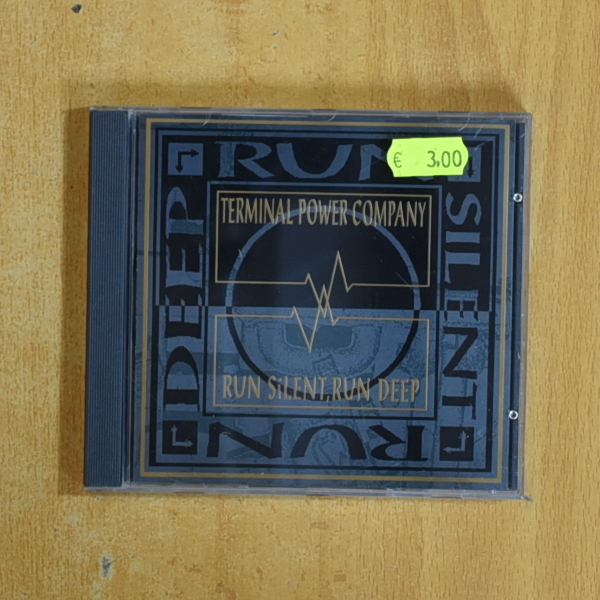 RUN
€ 3,00
SILENT
RUN
DEEP
TERMINAL POWER COMPANY
RUN SiLENT, RUN DEEP